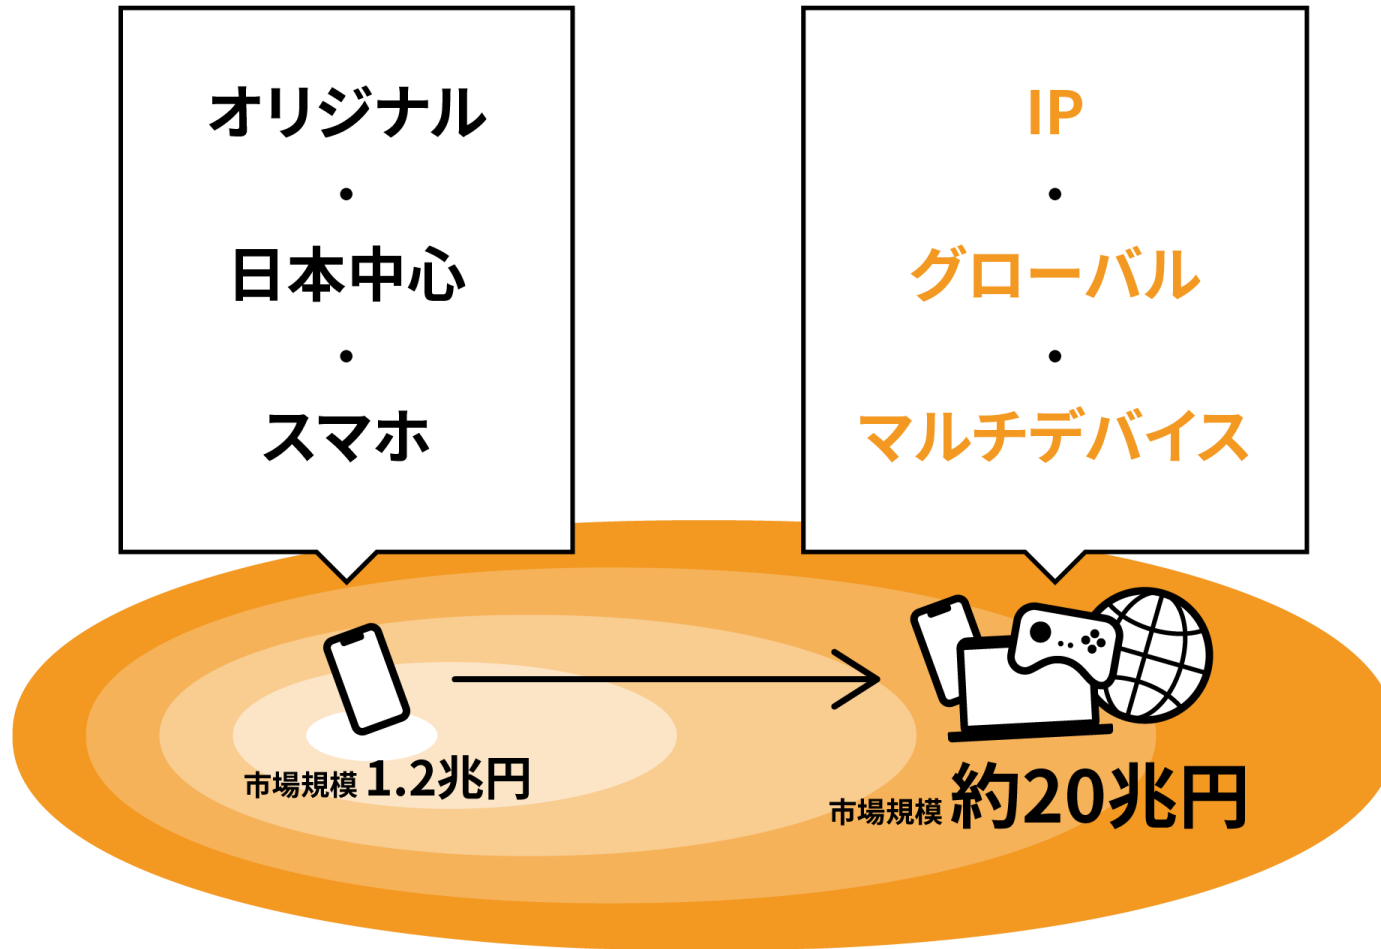 オリジナル
・
日本中心
・
スマホ
IP
・
グローバル
・
マルチデバイス
市場規模 1.2兆円
市場規模 約20兆円